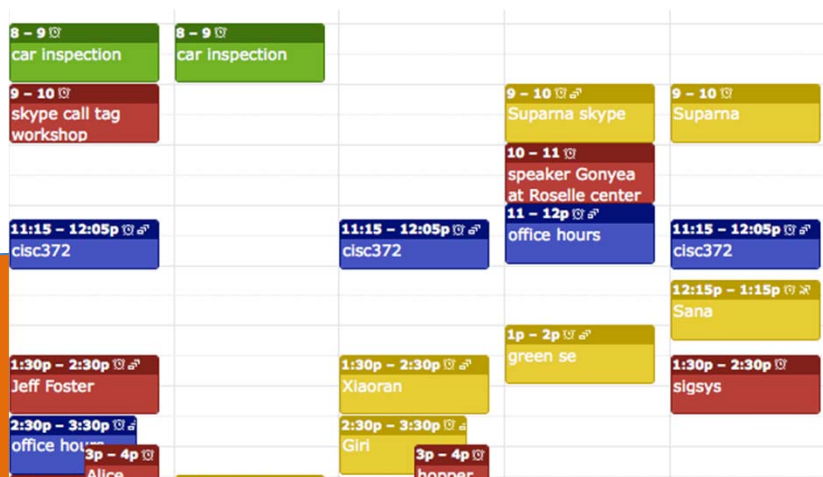 8 – 9
car inspection
9 – 10
skype call tag
workshop
11:15 – 12:05p
cisc372
1:30p – 2:30p
Jeff Foster
2:30p – 3:30p
office hours
3p – 4p
Alice
8 – 9
car inspection
11:15 – 12:05p
cisc372
1:30p – 2:30p
Xiaoran
2:30p – 3:30p
Giri
3p – 4p
hopper
9 – 10
Suparna skype
10 – 11
speaker Gonyea
at Roselle center
11 – 12p
office hours
1p – 2p
green se
9 – 10
Suparna
11:15 – 12:05p
cisc372
12:15p – 1:15p
Sana
1:30p – 2:30p
sigsys